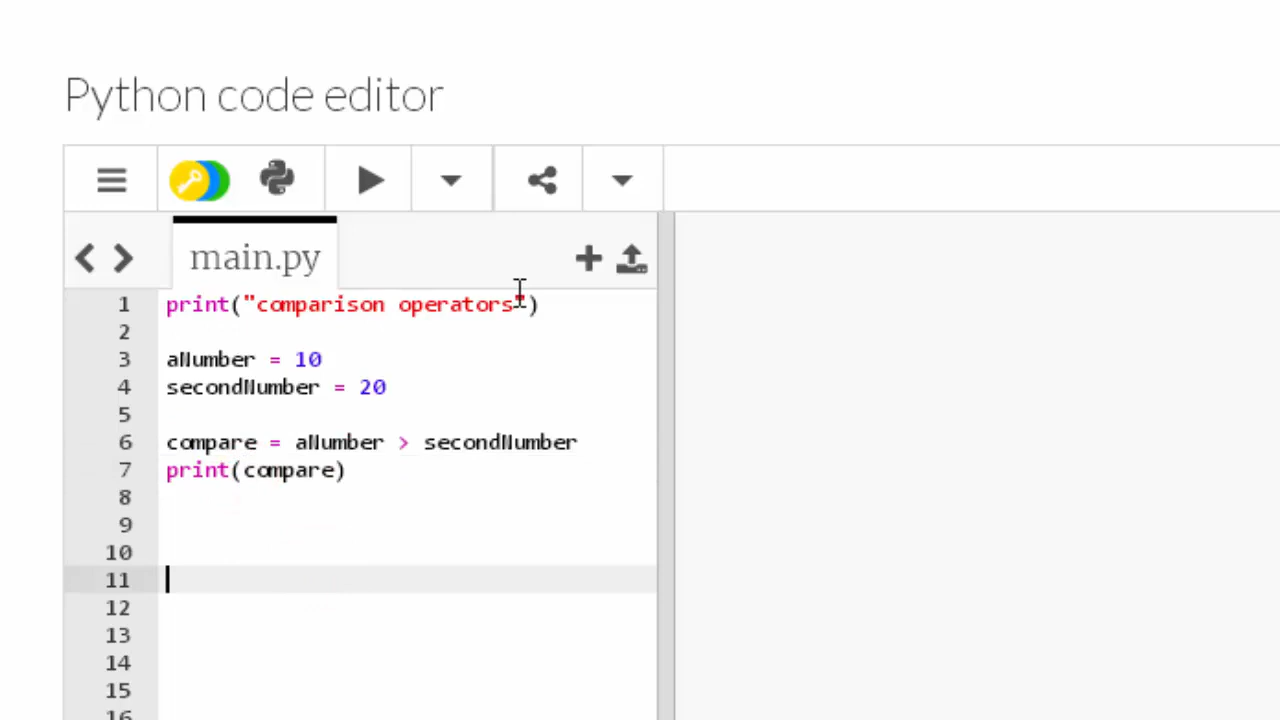 Python code editor
main.py
1 print("comparison operators")
2
3 aNumber = 10
4 secondNumber = 20
5
6 compare = aNumber > secondNumber
7 print(compare)
8
9
10
11
12
13
14
15
16